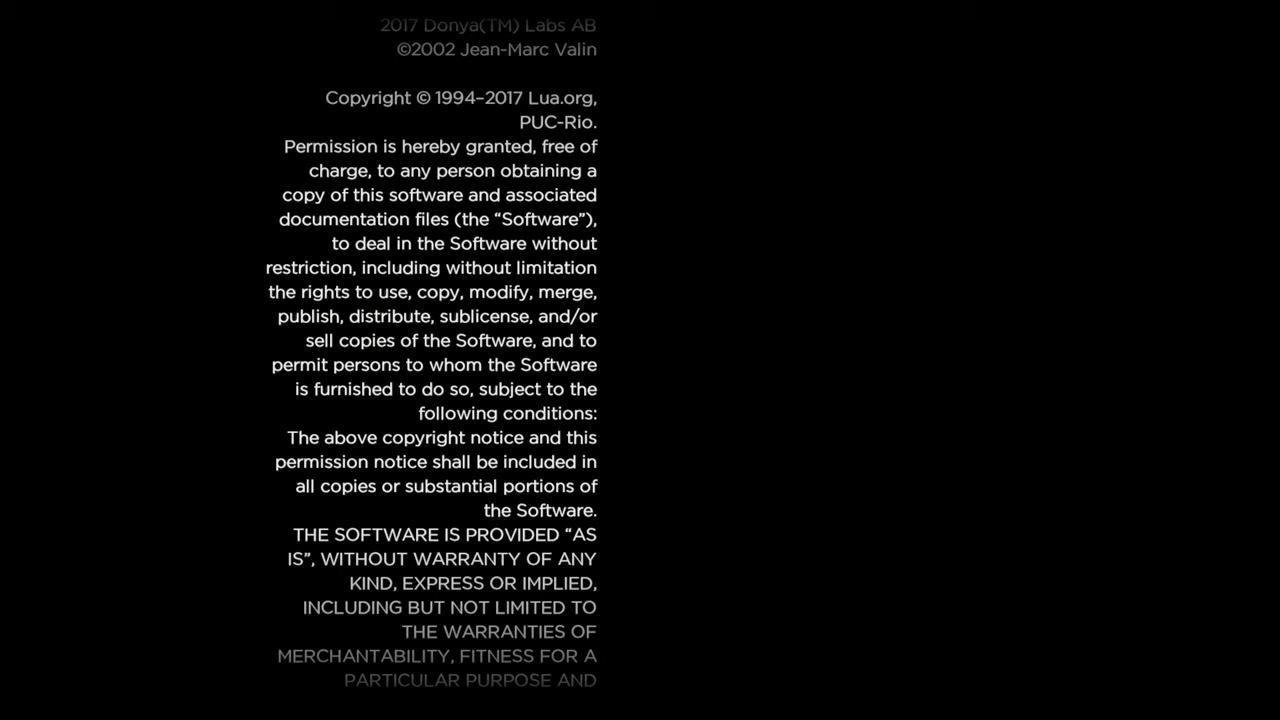 2017 Donya(TM) Labs AB
©2002 Jean-Marc Valin
Copyright © 1994–2017 Lua.org,
PUC-Rio.
Permission is hereby granted, free of
charge, to any person obtaining a
copy of this software and associated
documentation files (the “Software”),
to deal in the Software without
restriction, including without limitation
the rights to use, copy, modify, merge,
publish, distribute, sublicense, and/or
sell copies of the Software, and to
permit persons to whom the Software
is furnished to do so, subject to the
following conditions:
The above copyright notice and this
permission notice shall be included in
all copies or substantial portions of
the Software.
THE SOFTWARE IS PROVIDED “AS
IS”, WITHOUT WARRANTY OF ANY
KIND, EXPRESS OR IMPLIED,
INCLUDING BUT NOT LIMITED TO
THE WARRANTIES OF
MERCHANTABILITY, FITNESS FOR A
PARTICULAR PURPOSE AND